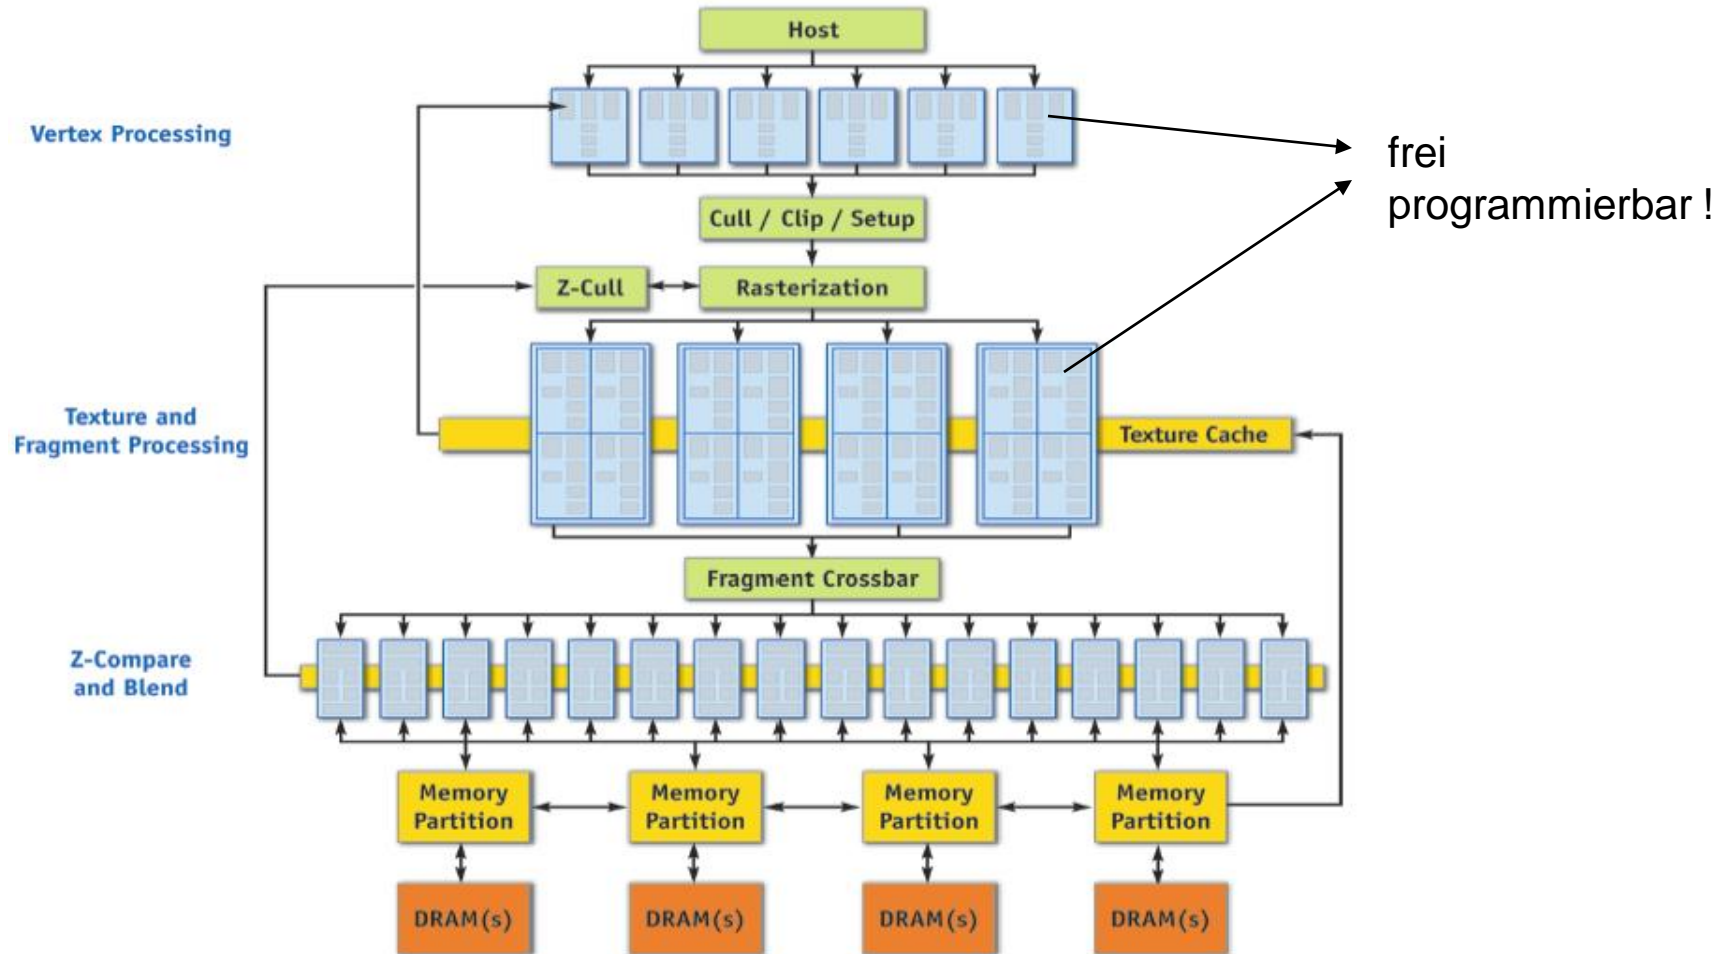 Host
Vertex Processing
frei
programmierbar !
Cull / Clip / Setup
Z-Cull
Rasterization
Texture and
Fragment Processing
Texture Cache
Fragment Crossbar
Z-Compare
and Blend
Memory
Partition
Memory
Partition
Memory
Partition
Memory
Partition
DRAM(s)
DRAM(s)
DRAM(s)
DRAM(s)